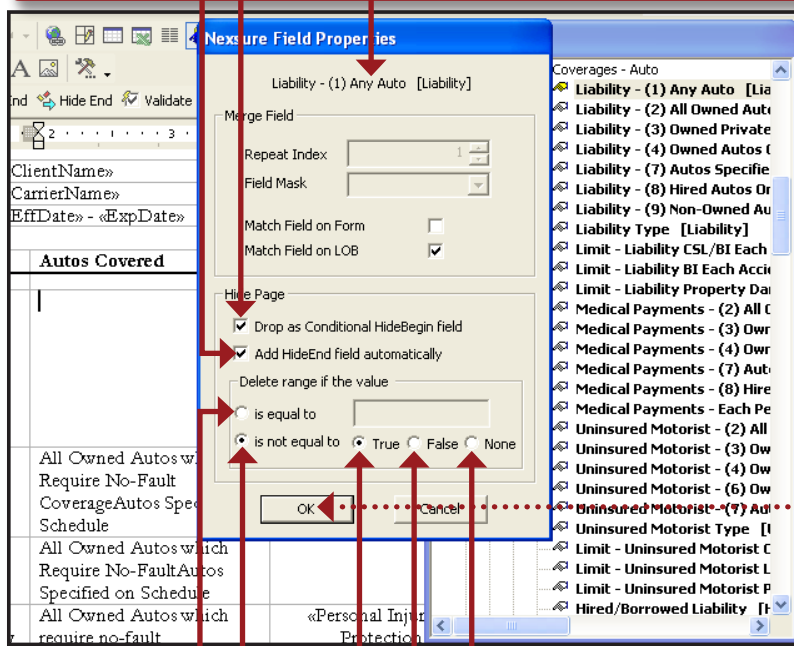 Nexsure Field Properties
Liability - (1) Any Auto [Liability]
Merge Field
Repeat Index 1
Field Mask
Match Field on Form
Match Field on LOB
Hide Page
Drop as Conditional HideBegin field
Add HideEnd field automatically
Delete range if the value
is equal to
is not equal to True False None
OK Cancel
A
nd Hide End Validate
2 3
ClientName»
CarrierName»
EffDate» - «ExpDate»
Autos Covered
All Owned Autos wh
Require No-Fault
CoverageAutos Spec
Schedule
All Owned Autos which
Require No-FaultAutos
Specified on Schedule
All Owned Autos which
require no-fault
«Personal Injur
Protection
Coverages - Auto
Liability - (1) Any Auto [Lia
Liability - (2) All Owned Auto
Liability - (3) Owned Private
Liability - (4) Owned Autos O
Liability - (7) Autos Specifie
Liability - (8) Hired Autos Or
Liability - (9) Non-Owned Au
Liability Type [Liability]
Limit - Liability CSL/BI Each
Limit - Liability BI Each Accid
Limit - Liability Property Dar
Medical Payments - (2) All O
Medical Payments - (3) Own
Medical Payments - (4) Own
Medical Payments - (7) Aut
Medical Payments - (8) Hire
Medical Payments - Each Pe
Uninsured Motorist - (2) All
Uninsured Motorist - (3) Ow
Uninsured Motorist - (4) Ow
Uninsured Motorist - (6) Ow
Uninsured Motorist - (7) Aut
Uninsured Motorist Type [U
Limit - Uninsured Motorist C
Limit - Uninsured Motorist L
Limit - Uninsured Motorist P
Hired/Borrowed Liability [H